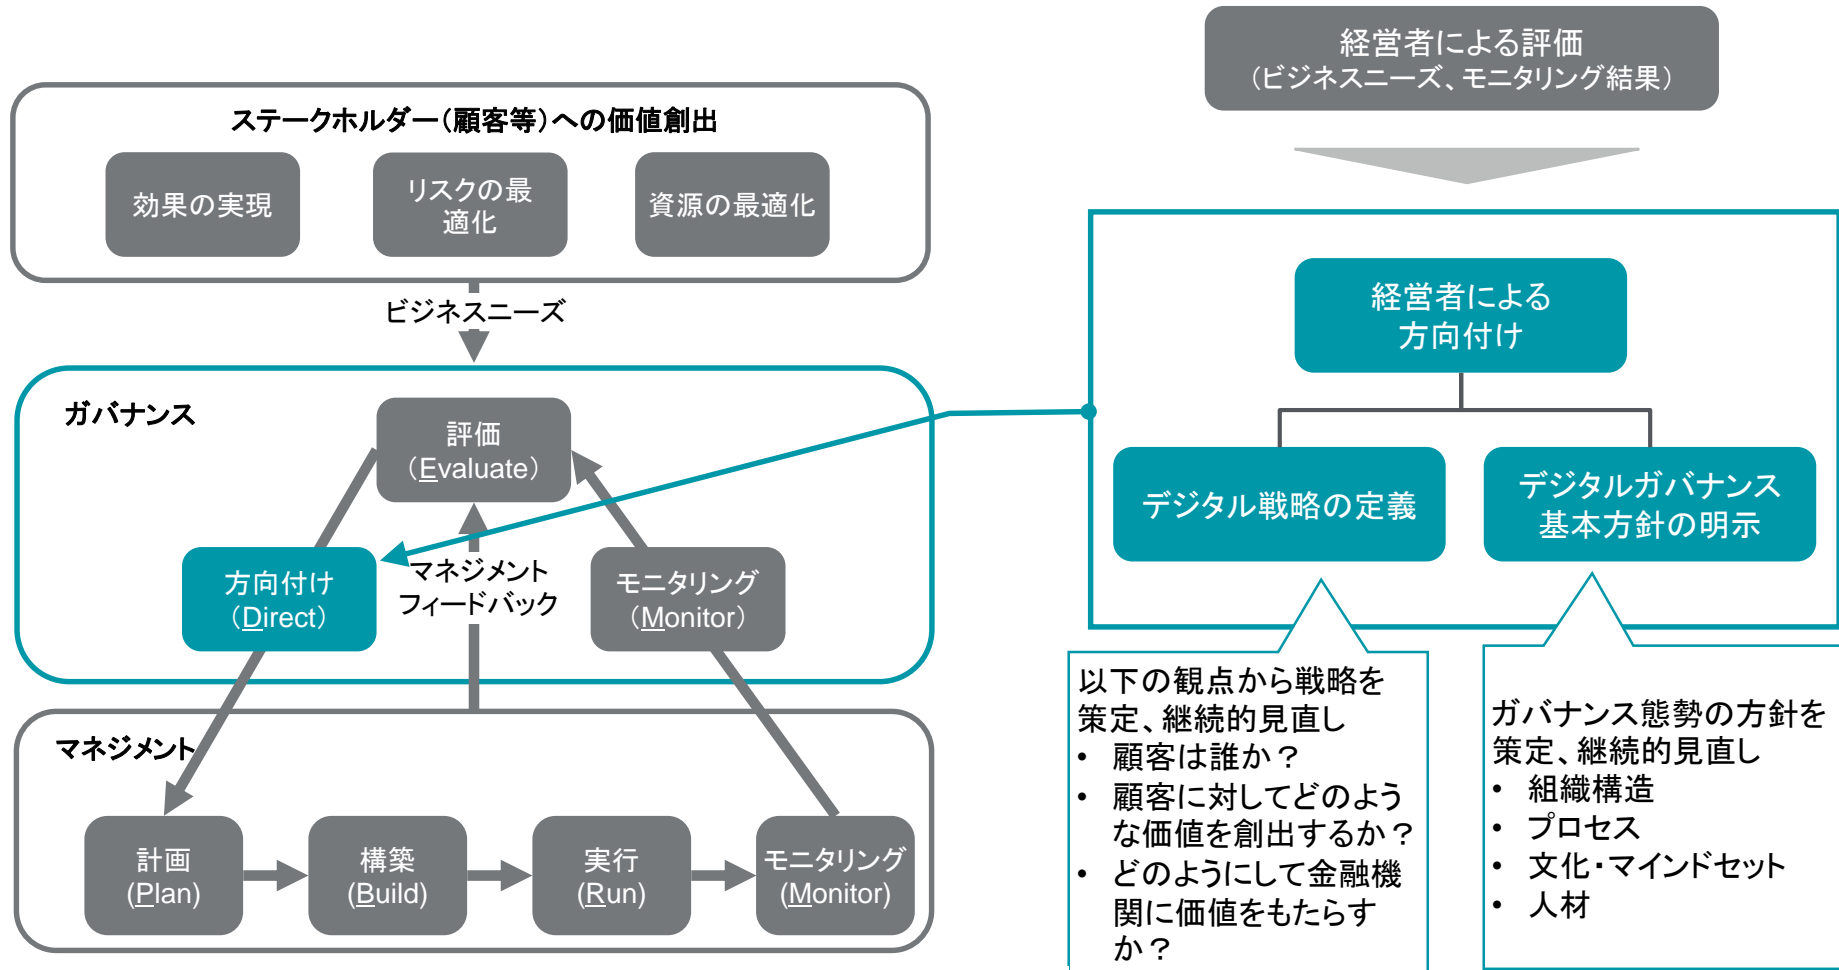 ステークホルダー（顧客等）への価値創出
効果の実現
リスクの最
適化
資源の最適化
ビジネスニーズ
ガバナンス
評価
（Evaluate）
方向付け
（Direct）
マネジメント
フィードバック
モニタリング
（Monitor）
マネジメント
計画
(Plan)
構築
(Build)
実行
(Run)
モニタリング
(Monitor)
経営者による評価
（ビジネスニーズ、モニタリング結果）
経営者による
方向付け
デジタル戦略の定義
デジタルガバナンス
基本方針の明示
以下の観点から戦略を
策定、継続的見直し
• 顧客は誰か？
• 顧客に対してどのよう
な価値を創出するか？
• どのようにして金融機
関に価値をもたらす
か？
ガバナンス態勢の方針を
策定、継続的見直し
• 組織構造
• プロセス
• 文化・マインドセット
• 人材